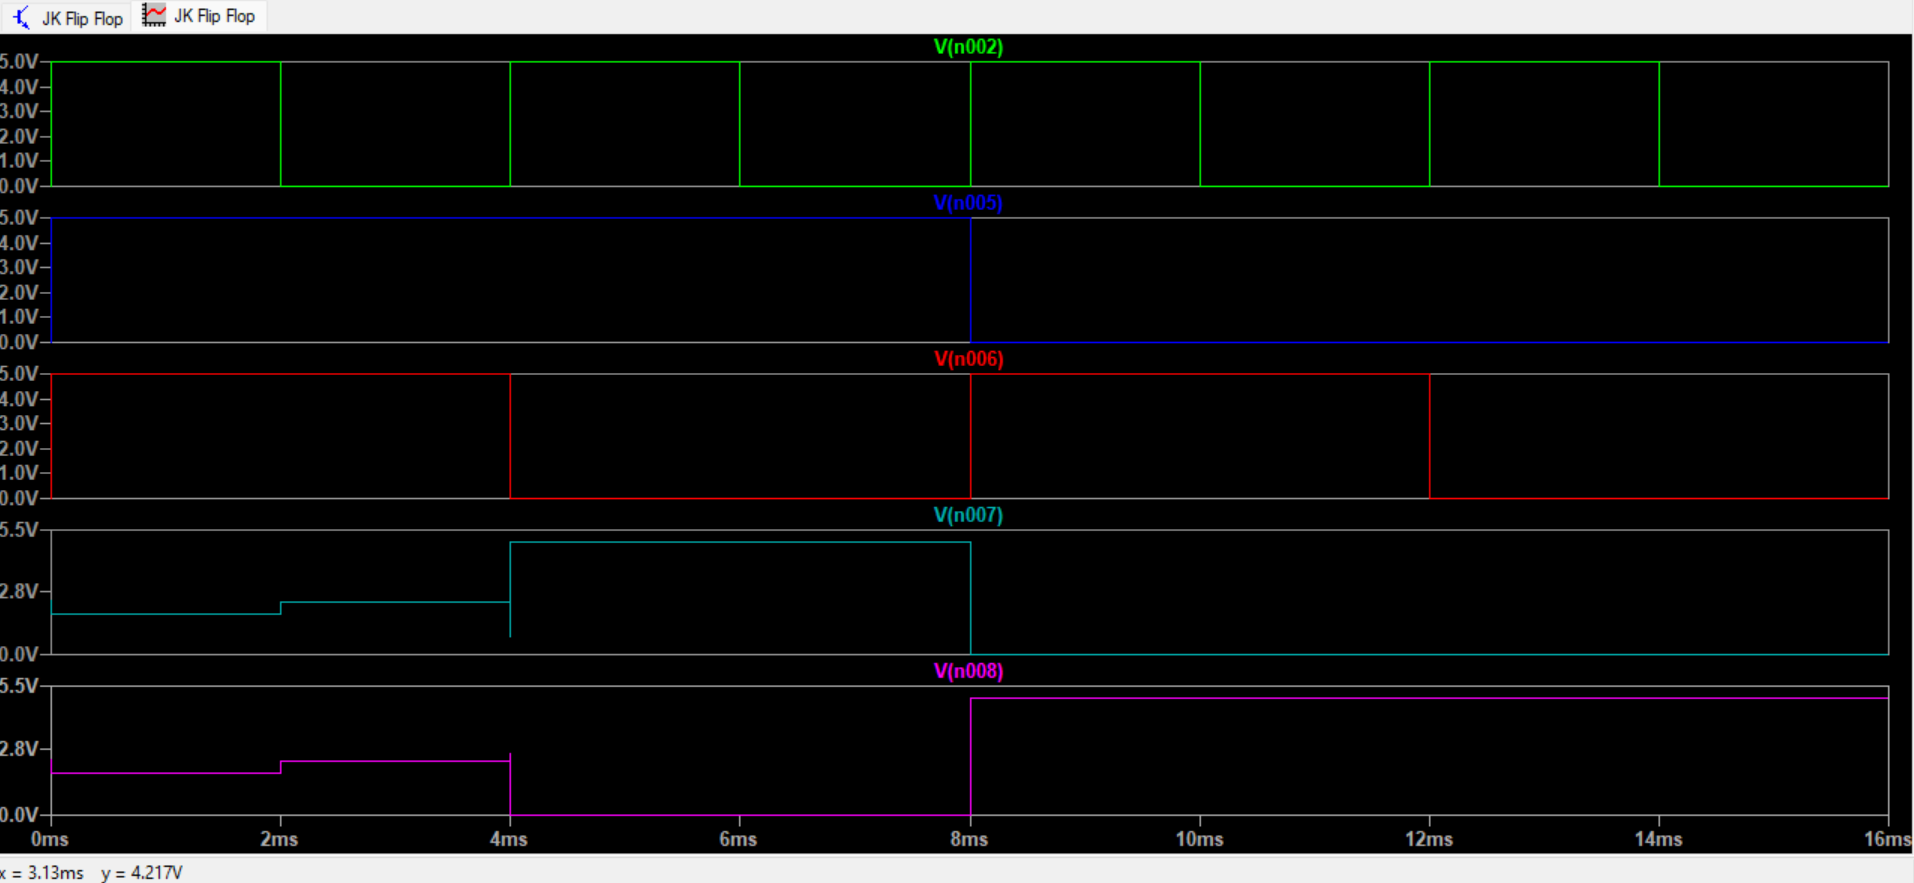 JK Flip Flop JK Flip Flop
V(n002)
5.0V
4.0V
3.0V
2.0V
1.0V
0.0V
V(n005)
5.0V
4.0V
3.0V
2.0V
1.0V
0.0V
V(n006)
5.0V
4.0V
3.0V
2.0V
1.0V
0.0V
V(n007)
5.5V
2.8V
0.0V
V(n008)
5.5V
2.8V
0.0V
0ms 2ms 4ms 6ms 8ms 10ms 12ms 14ms 16ms
x = 3.13ms y = 4.217V